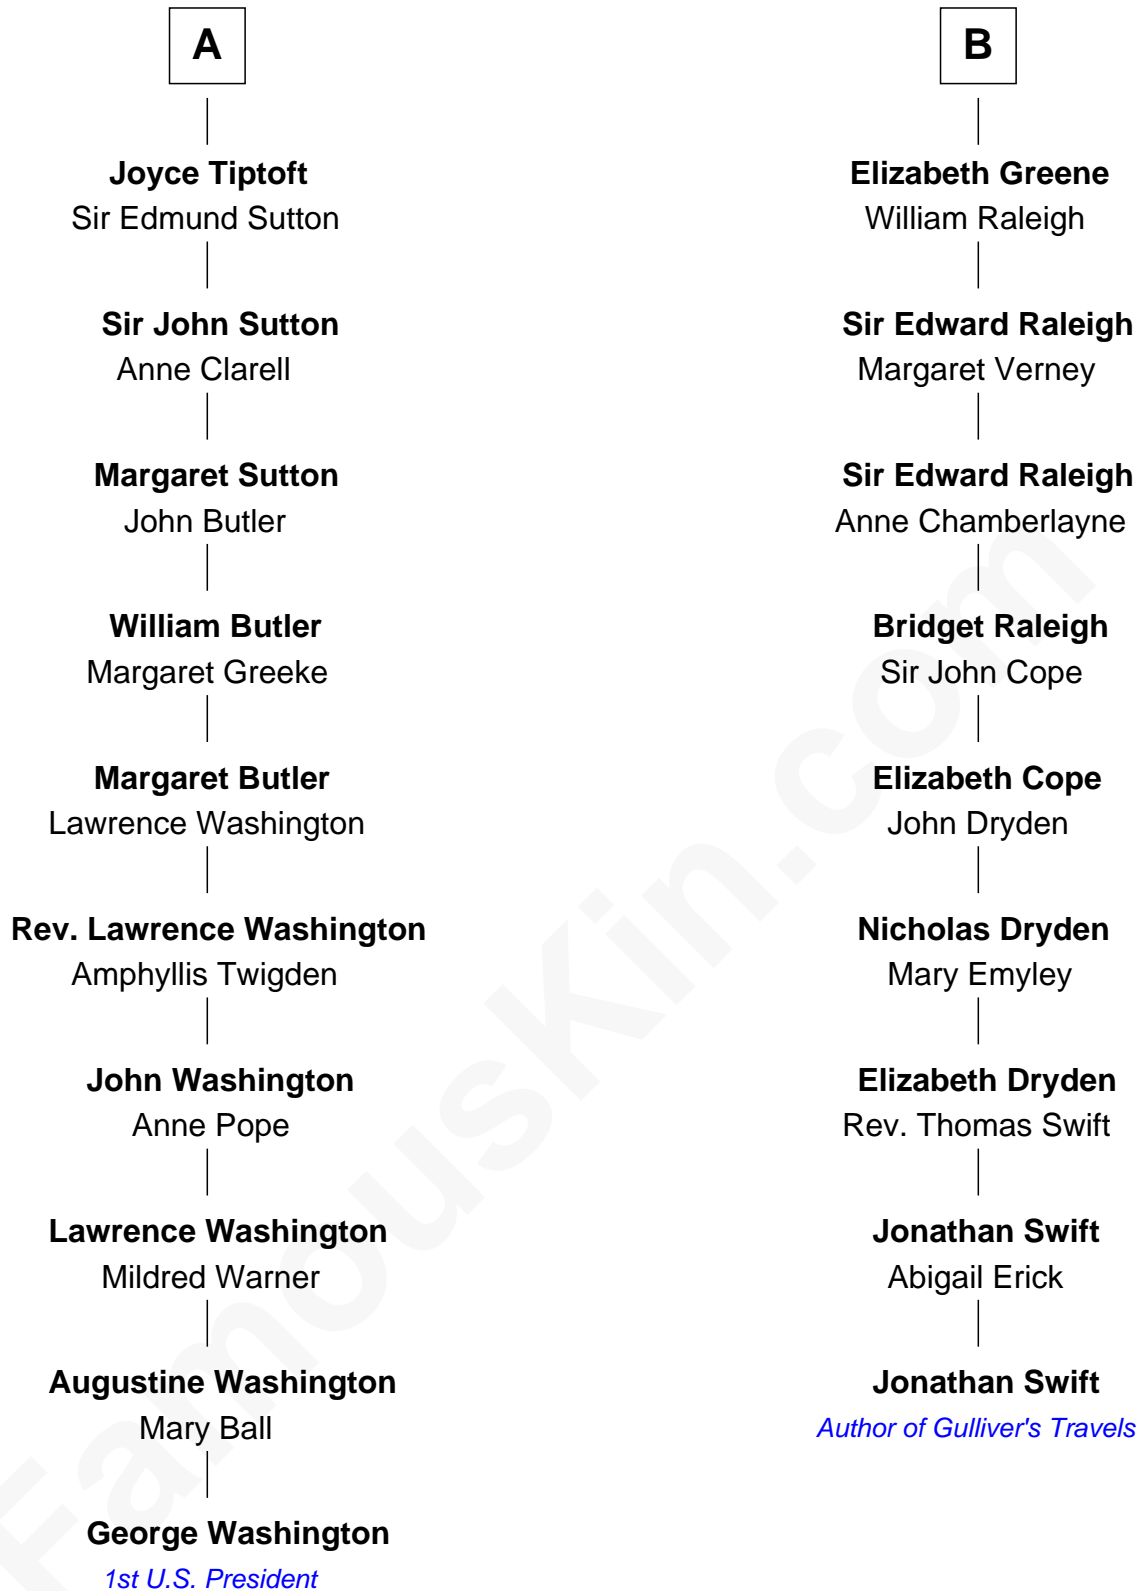 A
Joyce Tiptoft
Sir Edmund Sutton
Sir John Sutton
Anne Clarell
Margaret Sutton
John Butler
William Butler
Margaret Greeke
Margaret Butler
Lawrence Washington
Rev. Lawrence Washington
Amphyllis Twigden
John Washington
Anne Pope
Lawrence Washington
Mildred Warner
Augustine Washington
Mary Ball
George Washington
1st U.S. President
B
Elizabeth Greene
William Raleigh
Sir Edward Raleigh
Margaret Verney
Sir Edward Raleigh
Anne Chamberlayne
Bridget Raleigh
Sir John Cope
Elizabeth Cope
John Dryden
Nicholas Dryden
Mary Emyley
Elizabeth Dryden
Rev. Thomas Swift
Jonathan Swift
Abigail Erick
Jonathan Swift
Author of Gulliver's Travels
FamousKin.com